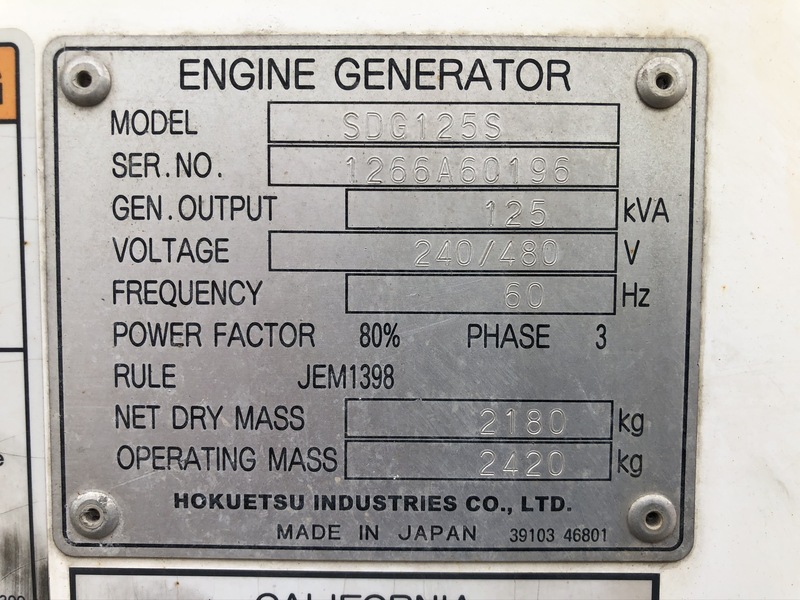 ENGINE GENERATOR
MODEL SDG125S
SER.NO. 1266A60196
GEN.OUTPUT 125 kVA
VOLTAGE 240/480 V
FREQUENCY 60 Hz
POWER FACTOR 80% PHASE 3
RULE JEM1398
NET DRY MASS 2180 kg
OPERATING MASS 2420 kg
HOKUETSU INDUSTRIES CO., LTD.
MADE IN JAPAN 39103 46801
CALIFORNIA